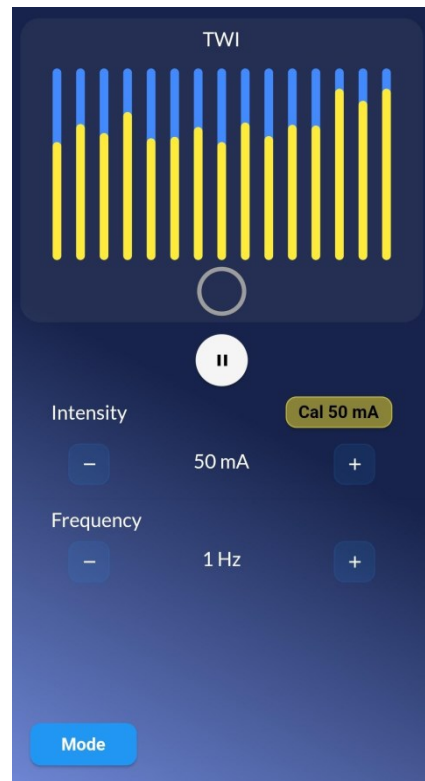 TWI
Intensity
Cal 50 mA
−
50 mA
+
Frequency
−
1 Hz
+
Mode